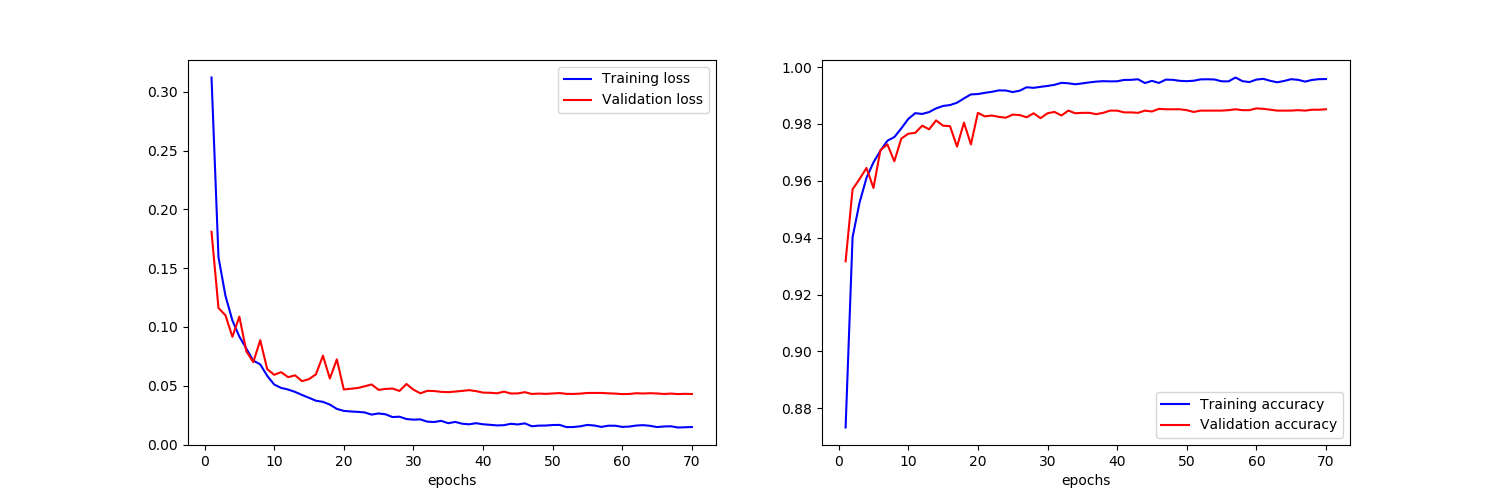 0.30
0.25
0.20
0.15
0.10
0.05
0.00
0 10 20 30 40 50 60 70
epochs
Training loss
Validation loss
1.00
0.98
0.96
0.94
0.92
0.90
0.88
0 10 20 30 40 50 60 70
epochs
Training accuracy
Validation accuracy